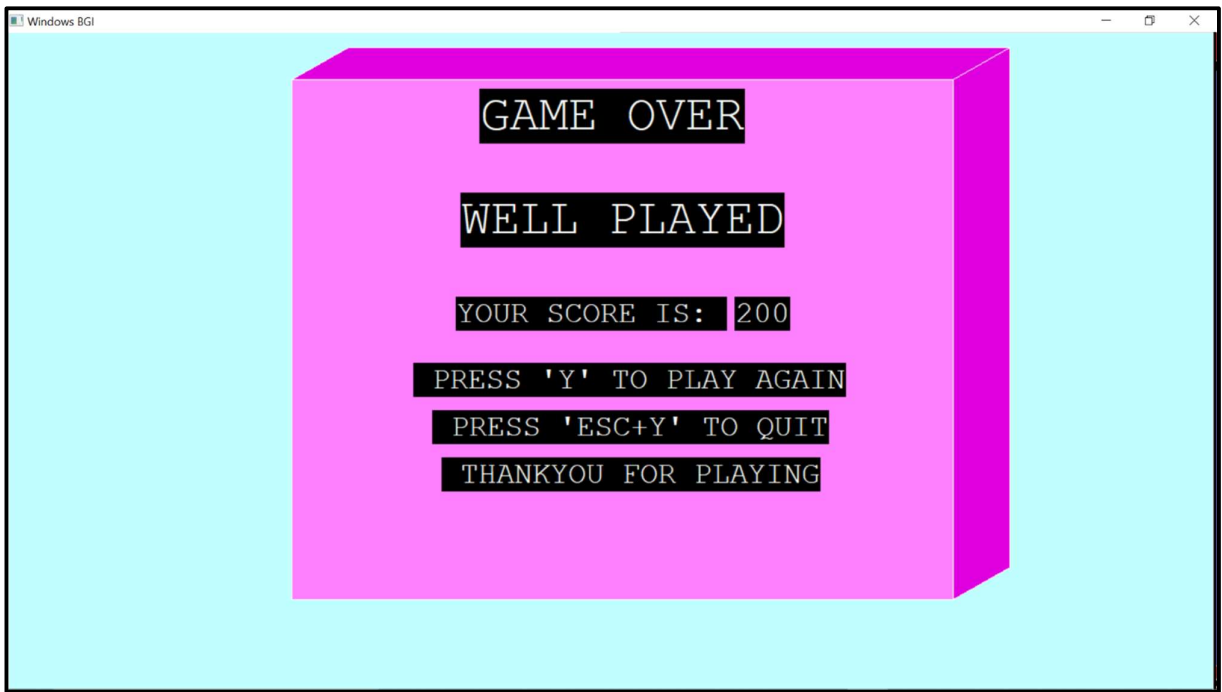 Windows BGI
GAME OVER
WELL PLAYED
YOUR SCORE IS: 200
PRESS 'Y' TO PLAY AGAIN
PRESS 'ESC+Y' TO QUIT
THANKYOU FOR PLAYING